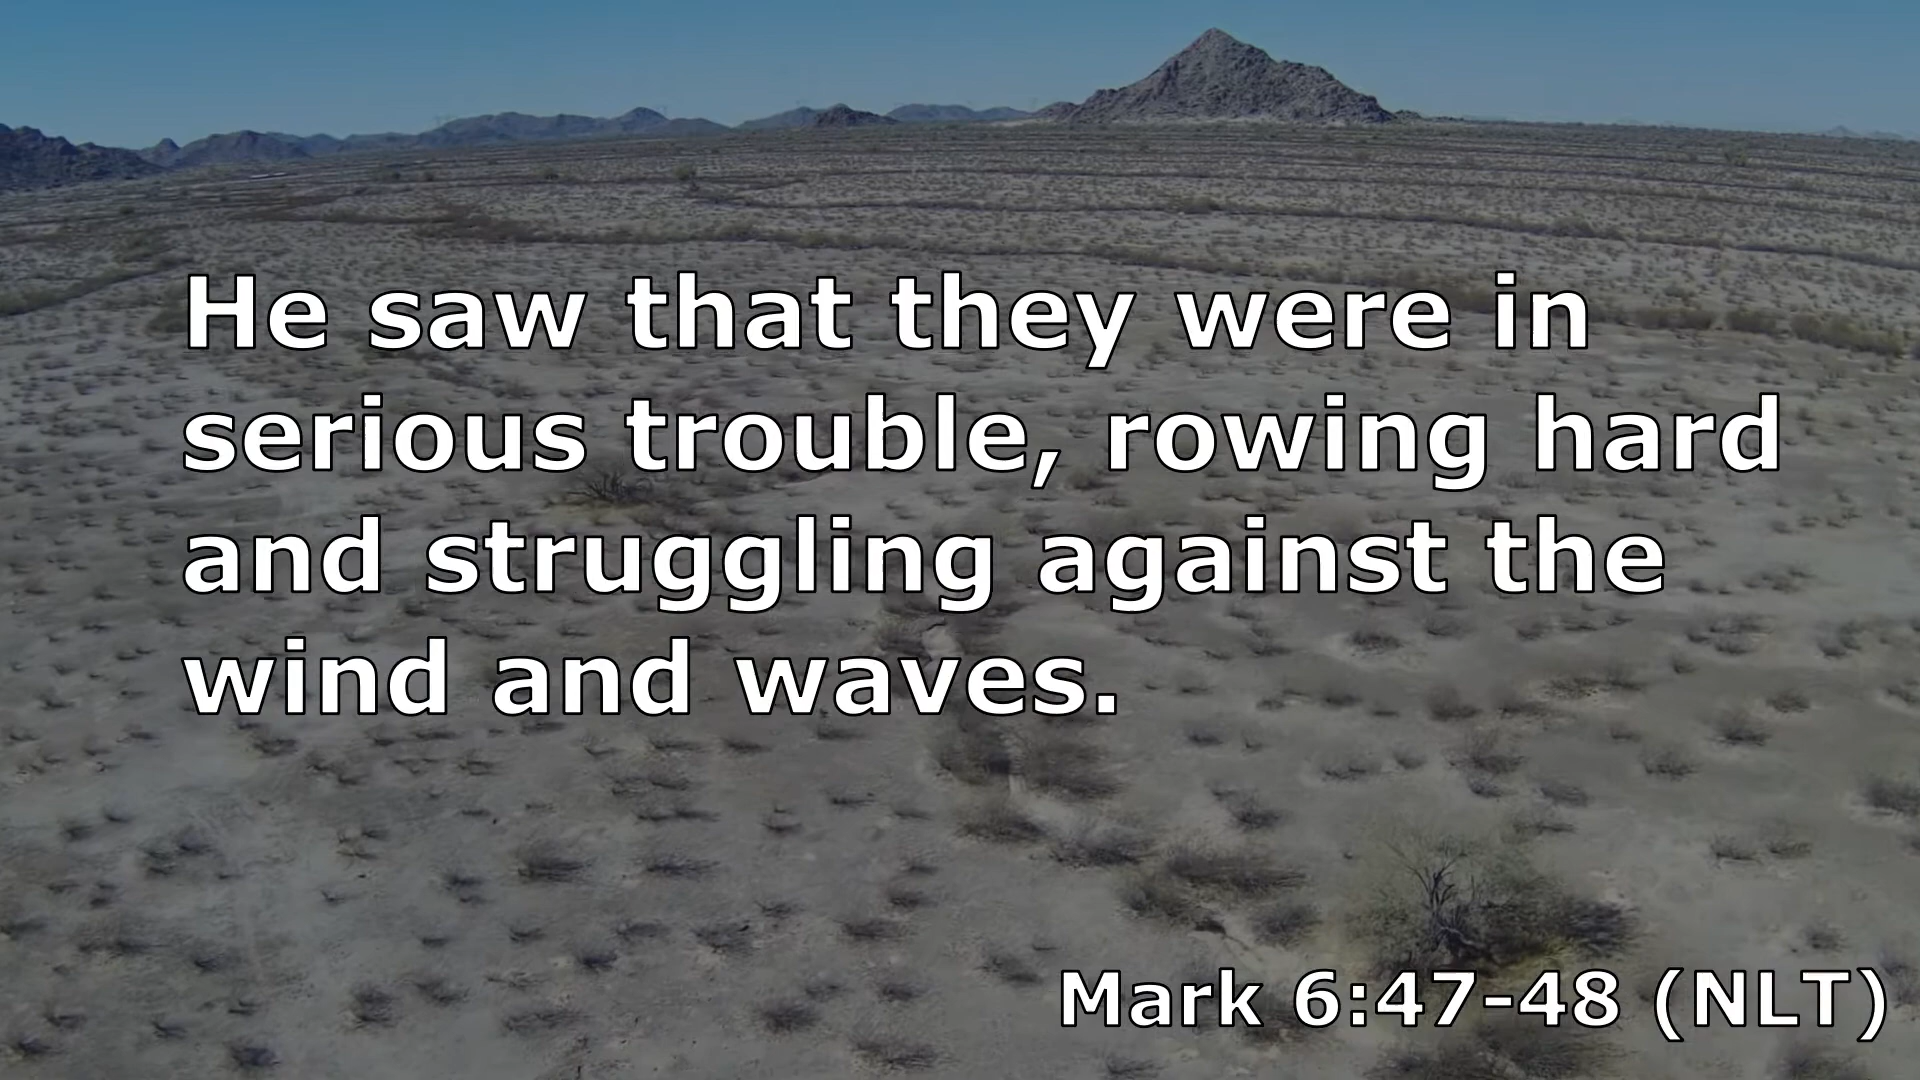 He saw that they were in
serious trouble, rowing hard
and struggling against the
wind and waves.
Mark 6:47-48 (NLT)